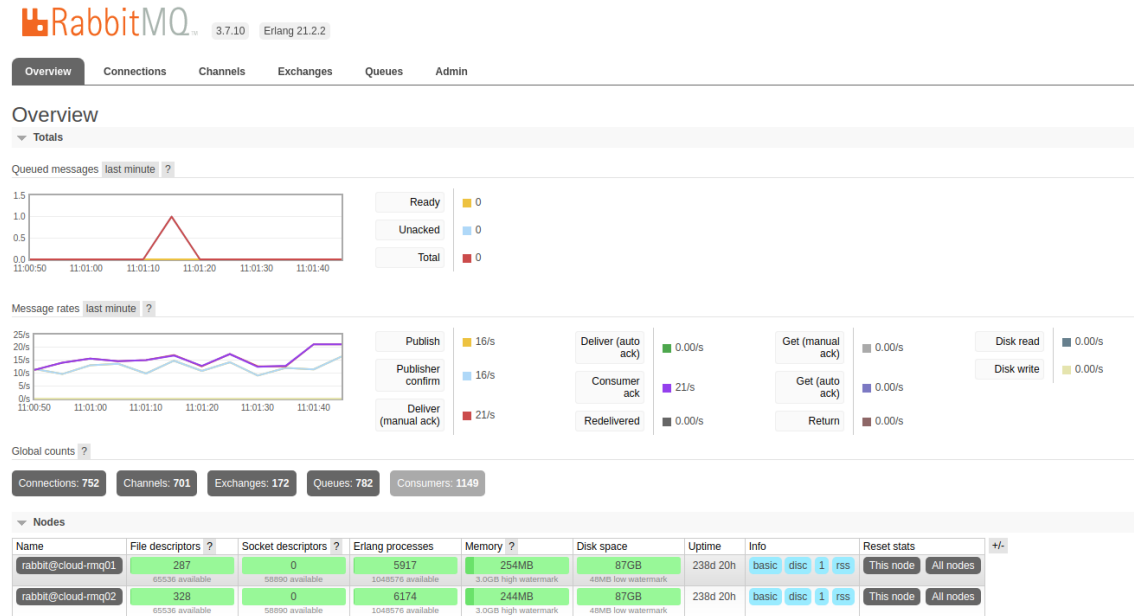 RabbitMQ TM 3.7.10 Erlang 21.2.2
Overview Connections Channels Exchanges Queues Admin
Overview
Totals
Queued messages last minute ?
1.5
1.0
0.5
0.0
11:00:50 11:01:00 11:01:10 11:01:20 11:01:30 11:01:40
Ready 0
Unacked 0
Total 0
Message rates last minute ?
25/s
20/s
15/s
10/s
5/s
0/s
11:00:50 11:01:00 11:01:10 11:01:20 11:01:30 11:01:40
Publish 16/s
Publisher
confirm 16/s
Deliver
(manual ack) 21/s
Deliver (auto
ack) 0.00/s
Consumer
ack 21/s
Redelivered 0.00/s
Get (manual
ack) 0.00/s
Get (auto
ack) 0.00/s
Return 0.00/s
Disk read 0.00/s
Disk write 0.00/s
Global counts ?
Connections: 752 Channels: 701 Exchanges: 172 Queues: 782 Consumers: 1149
Nodes
Name File descriptors ? Socket descriptors ? Erlang processes Memory ? Disk space Uptime Info Reset stats +/-
rabbit@cloud-rmq01 287 0 5917 254MB 87GB 238d 20h basic disc 1 rss This node All nodes
65536 available 58890 available 1048576 available 3.0GB high watermark 48MB low watermark
rabbit@cloud-rmq02 328 0 6174 244MB 87GB 238d 20h basic disc 1 rss This node All nodes
65536 available 58890 available 1048576 available 3.0GB high watermark 48MB low watermark